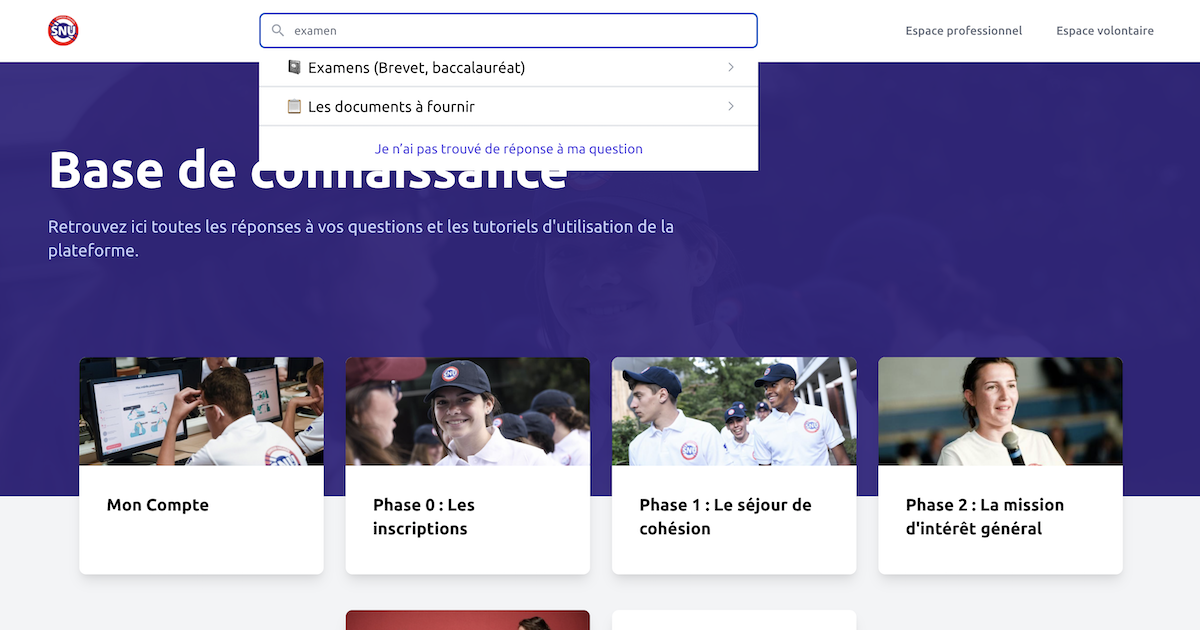 SNU
examen
Espace professionnel
Espace volontaire
Examens (Brevet, baccalauréat)
Les documents à fournir
Je n’ai pas trouvé de réponse à ma question
Base de connaissance
Retrouvez ici toutes les réponses à vos questions et les tutoriels d'utilisation de la
plateforme.
Mon Compte
Phase 0 : Les
inscriptions
Phase 1 : Le séjour de
cohésion
Phase 2 : La mission
d'intérêt général